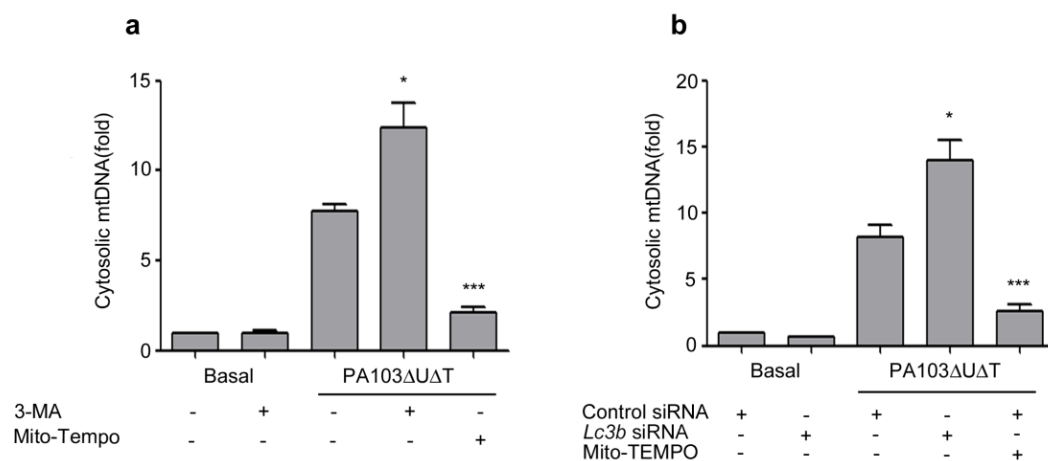 a
Cytosolic mtDNA(fold)
15
10
5
0
*
***
Basal
PA103ΔUΔT
3-MA - + - + -
Mito-Tempo - - - - +
b
Cytosolic mtDNA(fold)
20
15
10
5
0
*
***
Basal
PA103ΔUΔT
Control siRNA + - + - +
Lc3b siRNA - + - + -
Mito-TEMPO - - - - +